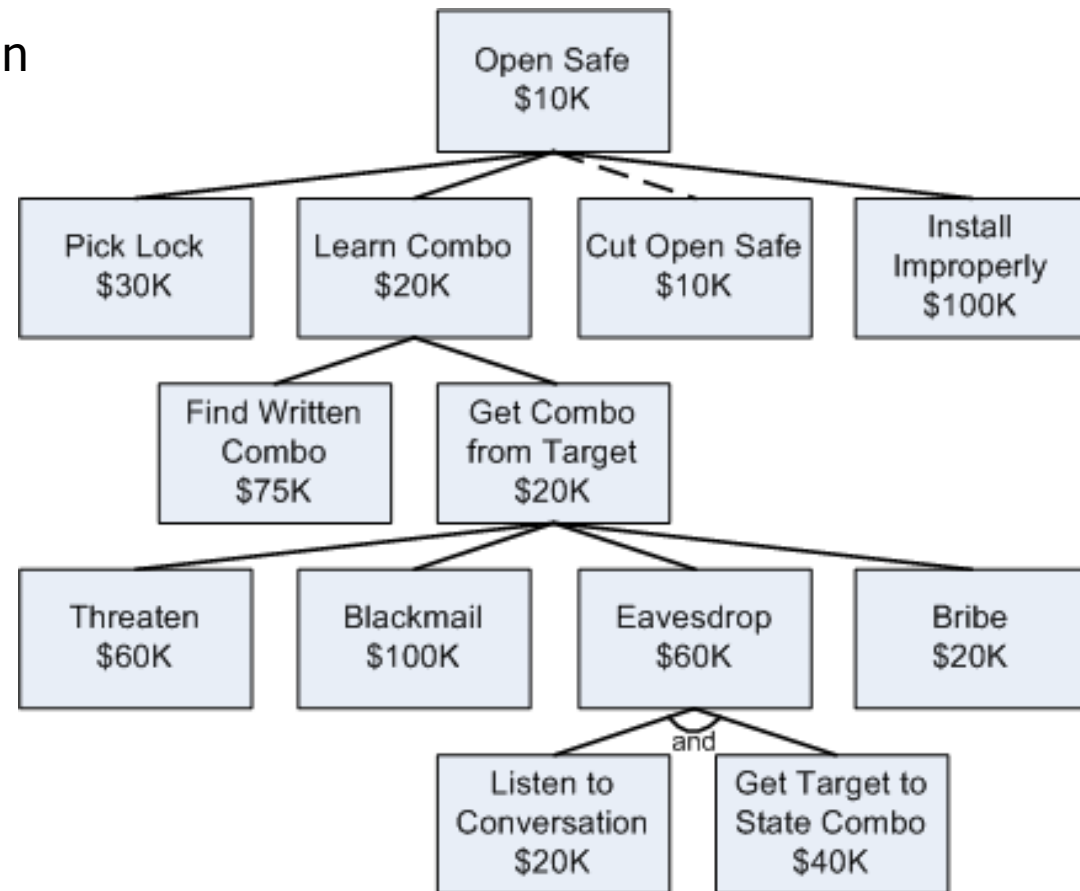 n
Open Safe
$10K
Pick Lock
$30K
Learn Combo
$20K
Cut Open Safe
$10K
Install
Improperly
$100K
Find Written
Combo
$75K
Get Combo
from Target
$20K
Threaten
$60K
Blackmail
$100K
Eavesdrop
$60K
Bribe
$20K
and
Listen to
Conversation
$20K
Get Target to
State Combo
$40K